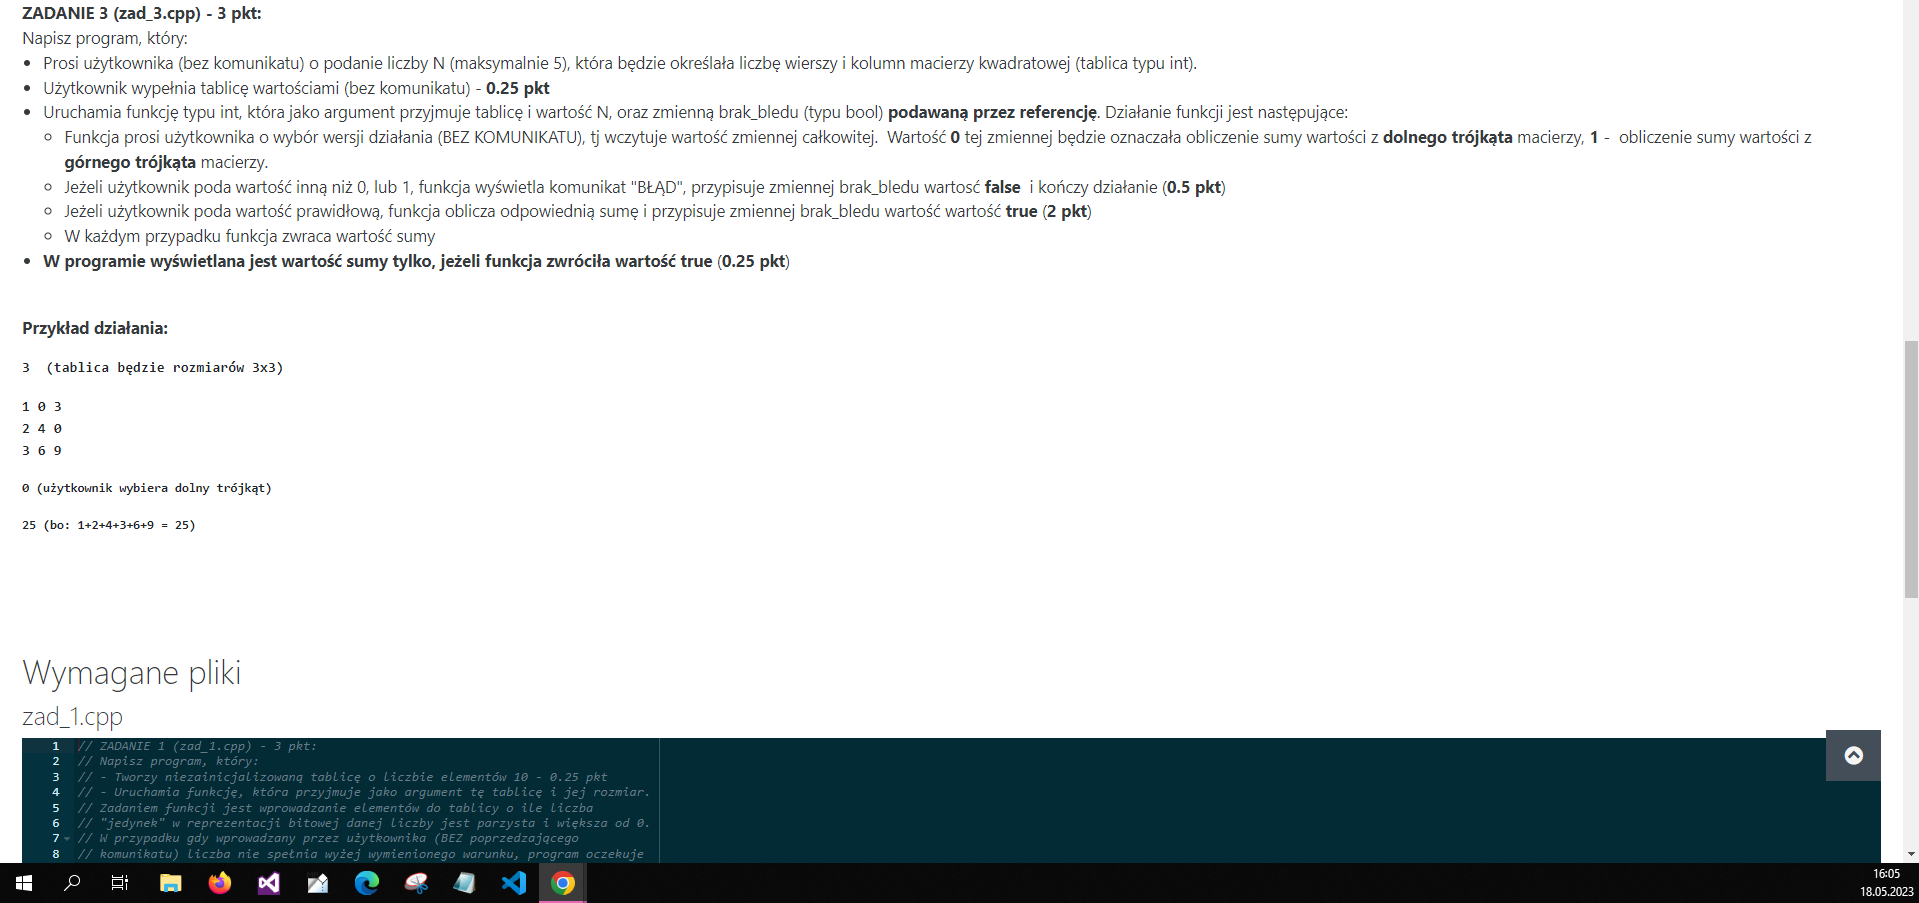 ZADANIE 3 (zad_3.cpp) - 3 pkt:
Napisz program, który:
• Prosi użytkownika (bez komunikatu) o podanie liczby N (maksymalnie 5), która będzie określała liczbę wierszy i kolumn macierzy kwadratowej (tablica typu int).
• Użytkownik wypełnia tablicę wartościami (bez komunikatu) - 0.25 pkt
• Uruchamia funkcję typu int, która jako argument przyjmuje tablicę i wartość N, oraz zmienną brak_bledu (typu bool) podawaną przez referencję. Działanie funkcji jest następujące:
◦ Funkcja prosi użytkownika o wybór wersji działania (BEZ KOMUNIKATU), tj wczytuje wartość zmiennej całkowitej. Wartość 0 tej zmiennej będzie oznaczała obliczenie sumy wartości z dolnego trójkąta macierzy, 1 - obliczenie sumy wartości z
górnego trójkąta macierzy.
◦ Jeżeli użytkownik poda wartość inną niż 0, lub 1, funkcja wyświetla komunikat "BŁĄD", przypisuje zmiennej brak_bledu wartość false i kończy działanie (0.5 pkt)
◦ Jeżeli użytkownik poda wartość prawidłową, funkcja oblicza odpowiednią sumę i przypisuje zmiennej brak_bledu wartość wartość true (2 pkt)
◦ W każdym przypadku funkcja zwraca wartość sumy
• W programie wyświetlana jest wartość sumy tylko, jeżeli funkcja zwróciła wartość true (0.25 pkt)
Przykład działania:
3 (tablica będzie rozmiarów 3x3)
1 0 3
2 4 0
3 6 9
0 (użytkownik wybiera dolny trójkąt)
25 (bo: 1+2+4+3+6+9 = 25)
Wymagane pliki
zad_1.cpp
1 // ZADANIE 1 (zad_1.cpp) - 3 pkt:
2 // Napisz program, który:
3 // - Tworzy niezainicjalizowaną tablicę o liczbie elementów 10 - 0.25 pkt
4 // - Uruchamia funkcję, która przyjmuje jako argument tę tablicę i jej rozmiar.
5 // Zadaniem funkcji jest wprowadzanie elementów do tablicy o ile liczba
6 // "jedynek" w reprezentacji bitowej danej liczby jest parzysta i większa od 0.
7 // W przypadku gdy wprowadzany przez użytkownika (BEZ poprzedzającego
8 // komunikatu) liczba nie spełnia wyżej wymienionego warunku, program oczekuje
16:05
18.05.2023